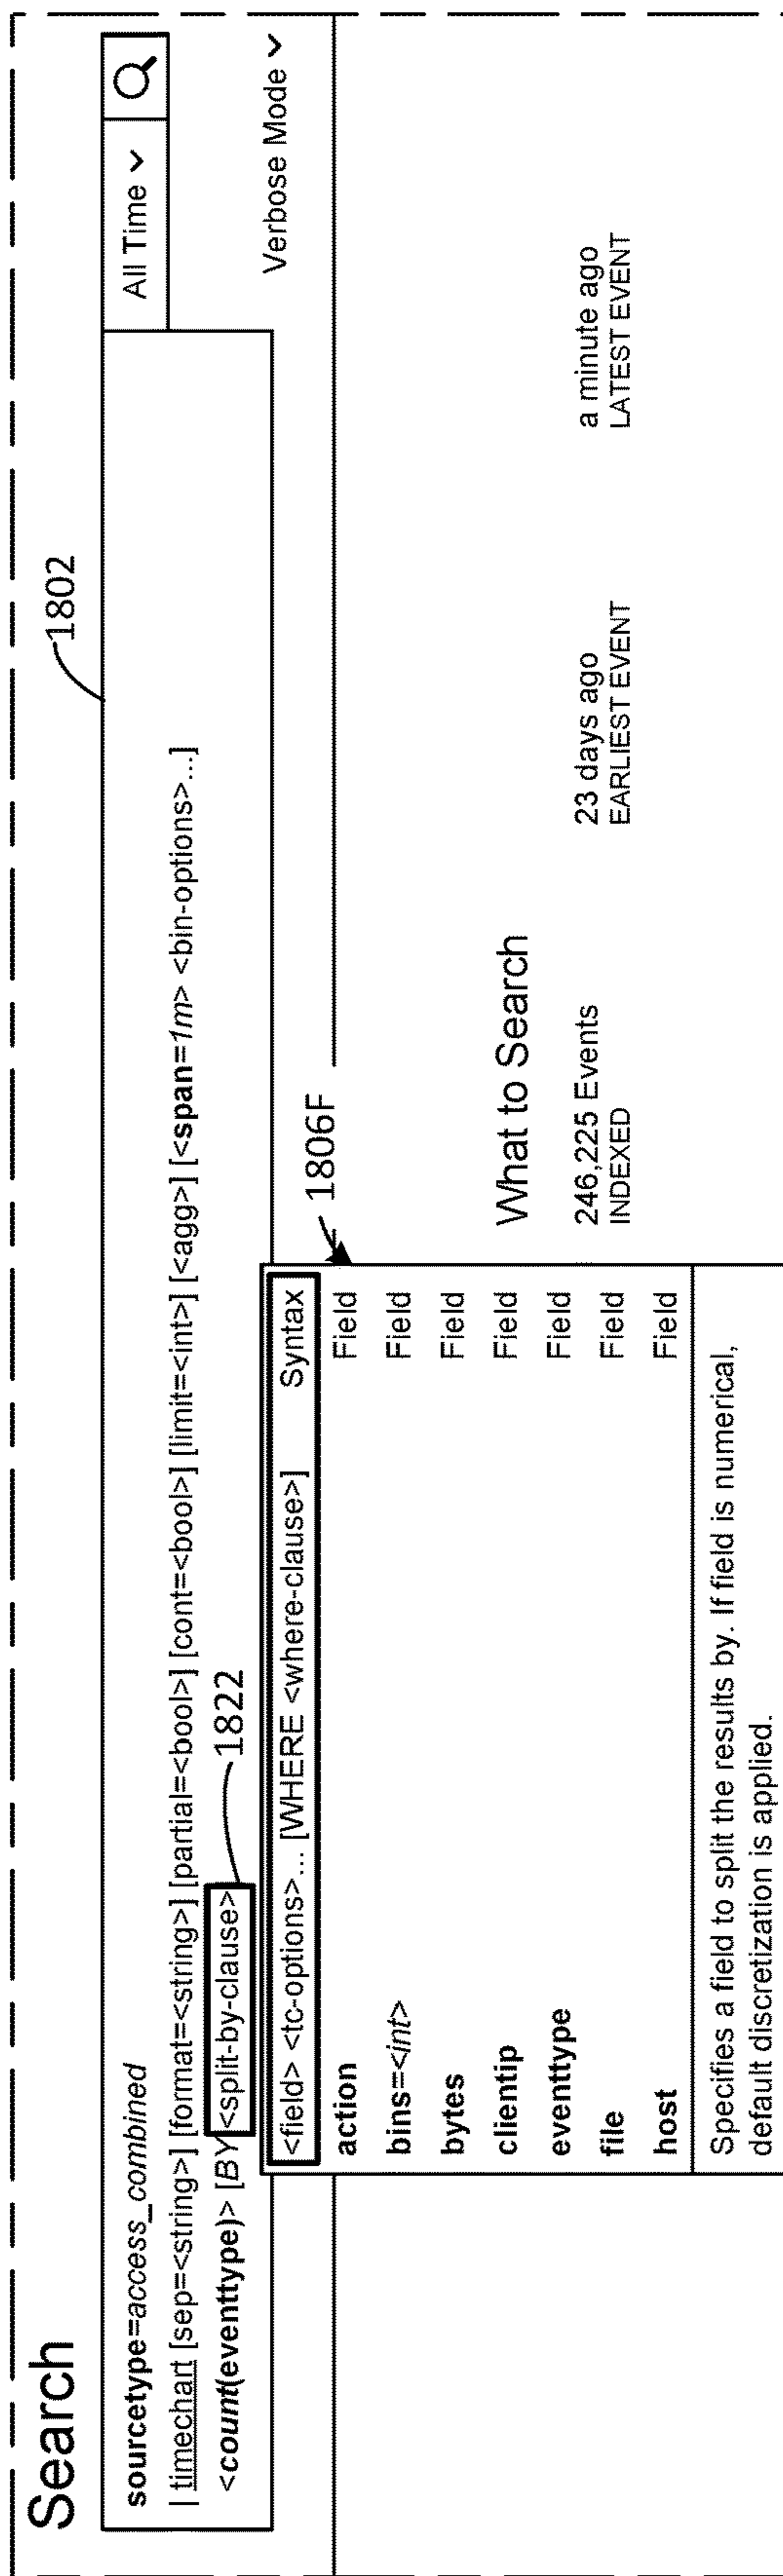 Search
1802
sourcetype=access_combined
All Time
| timechart [sep=<string>] [format=<string>] [partial=<bool>] [cont=<bool>] [limit=<int>] [<agg>] [<span=1m> <bin-options>...]
<count(eventtype)> [BY <split-by-clause>
1822
Verbose Mode
<field> <tc-options>... [WHERE <where-clause>] Syntax
1806F
action Field
bins=<int> Field
bytes Field
clientip Field
eventtype Field
file Field
host Field
Specifies a field to split the results by. If field is numerical,
default discretization is applied.
What to Search
246,225 Events 23 days ago a minute ago
INDEXED EARLIEST EVENT LATEST EVENT